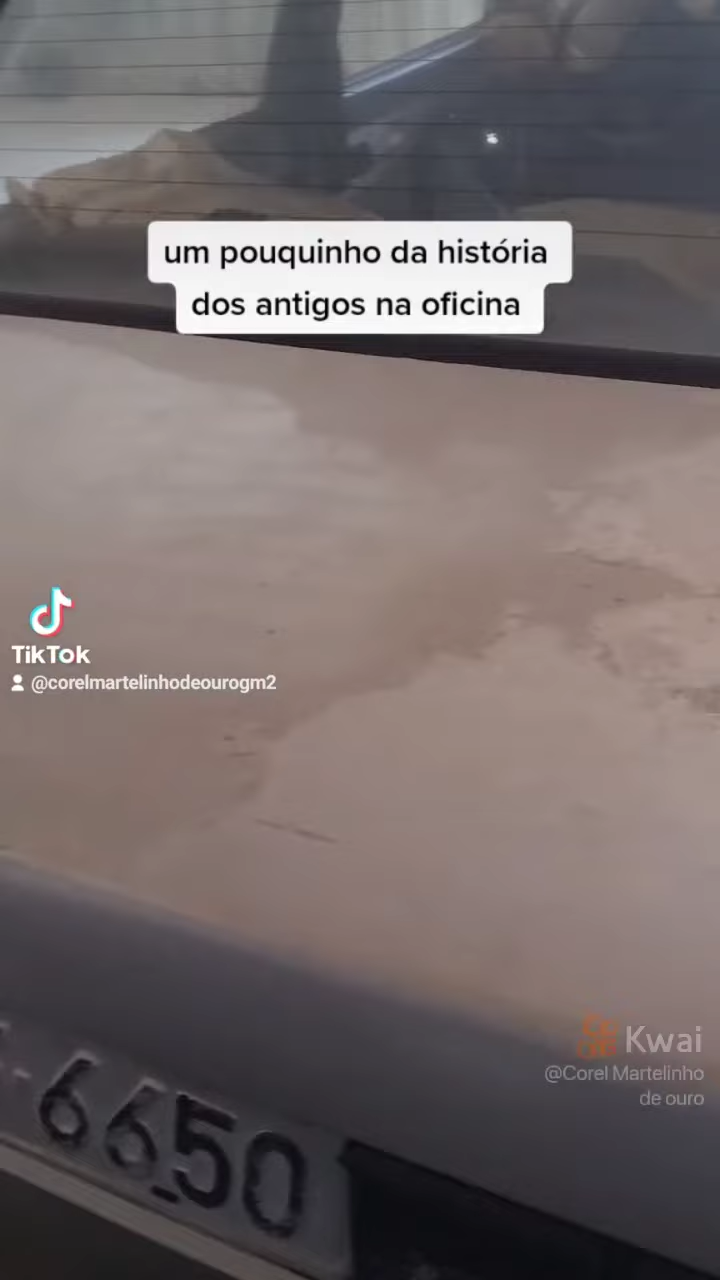 um pouquinho da história
dos antigos na oficina
TikTok
@corelmartelinhodeourogm2
Kwai
@Corel Martelinho
de ouro
6650